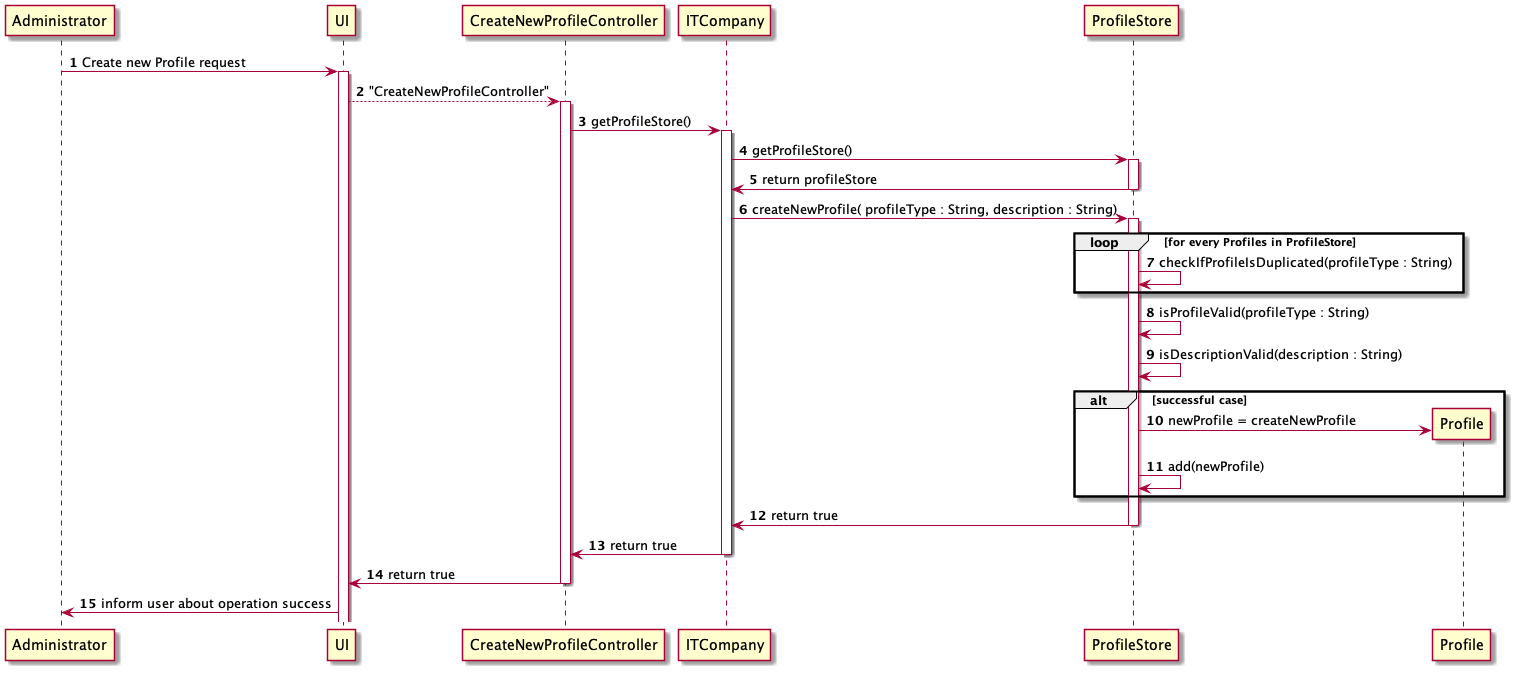 Administrator UI CreateNewProfileController ITCompany ProfileStore
1 Create new Profile request
2 "CreateNewProfileController"
3 getProfileStore()
4 getProfileStore()
5 return profileStore
6 createNewProfile( profileType : String, description : String)
loop [for every Profiles in ProfileStore]
7 checkIfProfileIsDuplicated(profileType : String)
8 isProfileValid(profileType : String)
9 isDescriptionValid(description : String)
alt [successful case]
10 newProfile = createNewProfile Profile
11 add(newProfile)
12 return true
13 return true
14 return true
15 inform user about operation success
Administrator UI CreateNewProfileController ITCompany ProfileStore Profile